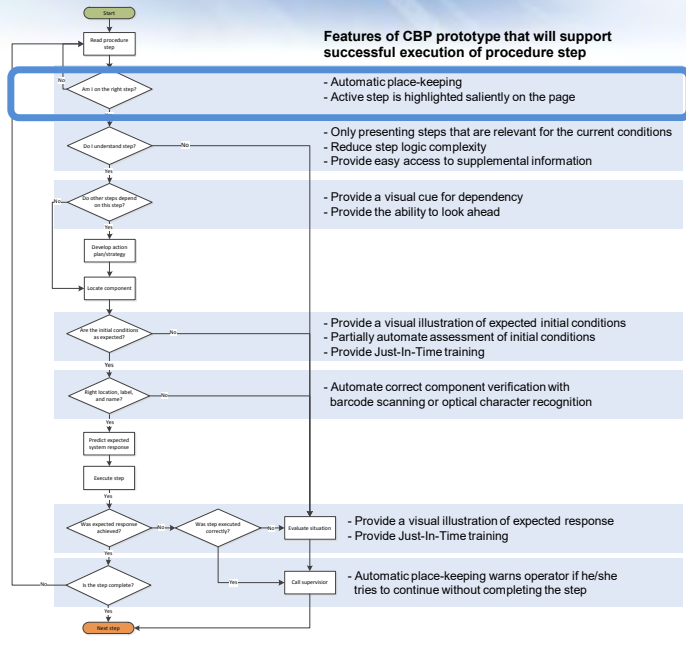 Start
Features of CBP prototype that will support
successful execution of procedure step
Read procedure
step
No
Am I on the right step?
- Automatic place-keeping
- Active step is highlighted saliently on the page
Do I understand step?
No
- Only presenting steps that are relevant for the current conditions
- Reduce step logic complexity
- Provide easy access to supplemental information
Yes
No
Do other steps depend
on this step?
- Provide a visual cue for dependency
- Provide the ability to look ahead
Yes
Develop action
plan/strategy
Locate component
Are the initial conditions
as expected?
No
- Provide a visual illustration of expected initial conditions
- Partially automate assessment of initial conditions
- Provide Just-In-Time training
Yes
Right location, label,
and name?
No
- Automate correct component verification with
barcode scanning or optical character recognition
Yes
Predict expected
system response
Execute step
Yes
Was expected response
achieved?
No
Was step executed
correctly?
No
Evaluate situation
- Provide a visual illustration of expected response
- Provide Just-In-Time training
Yes
No
Is the step complete?
Yes
Call supervisor
- Automatic place-keeping warns operator if he/she
tries to continue without completing the step
Yes
Next step